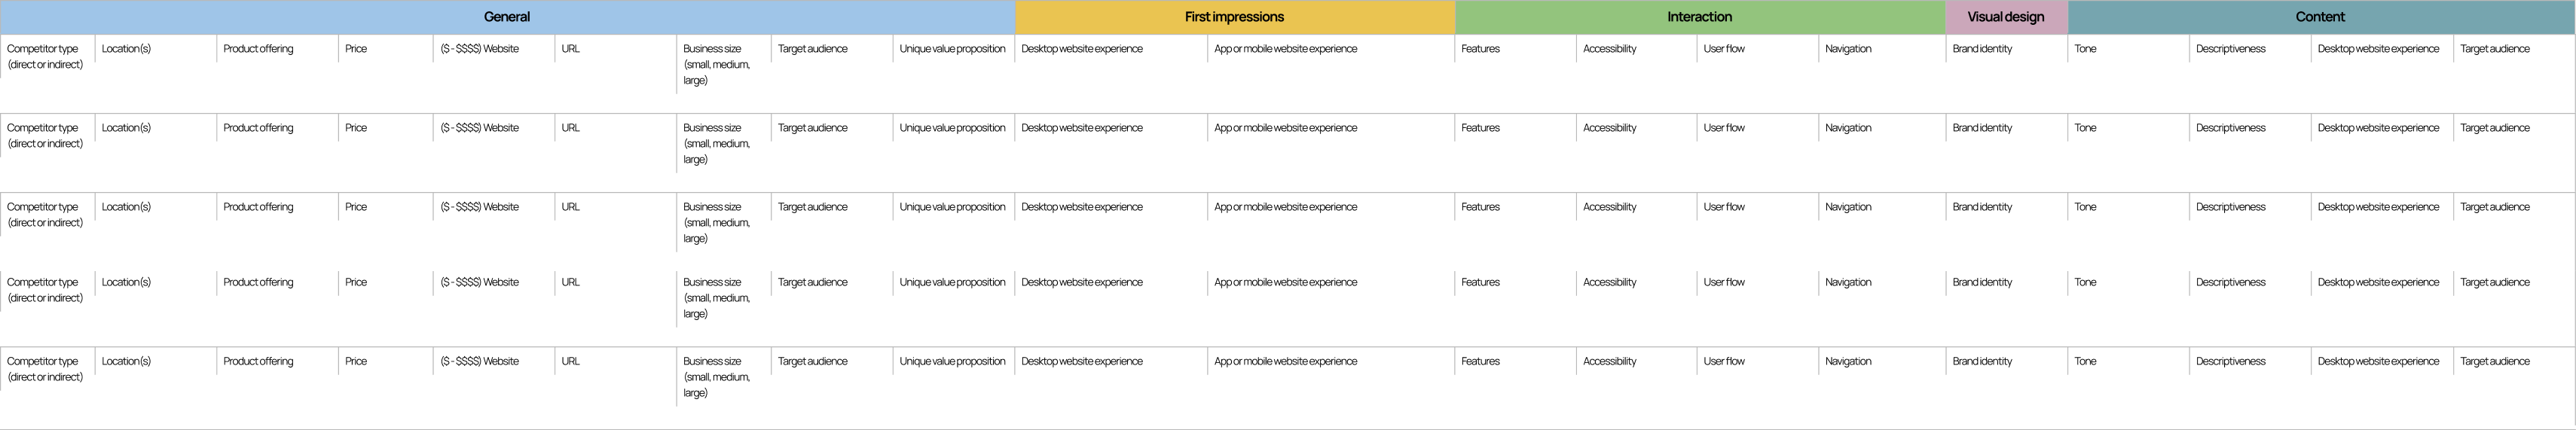 General First impressions Interaction Visual design Content
Competitor type Location(s) Product offering Price ($ - $$$$) Website URL Business size Target audience Unique value proposition Desktop website experience App or mobile website experience Features Accessibility User flow Navigation Brand identity Tone Descriptiveness Desktop website experience Target audience
(direct or indirect) (small, medium,
large)
Competitor type Location(s) Product offering Price ($ - $$$$) Website URL Business size Target audience Unique value proposition Desktop website experience App or mobile website experience Features Accessibility User flow Navigation Brand identity Tone Descriptiveness Desktop website experience Target audience
(direct or indirect) (small, medium,
large)
Competitor type Location(s) Product offering Price ($ - $$$$) Website URL Business size Target audience Unique value proposition Desktop website experience App or mobile website experience Features Accessibility User flow Navigation Brand identity Tone Descriptiveness Desktop website experience Target audience
(direct or indirect) (small, medium,
large)
Competitor type Location(s) Product offering Price ($ - $$$$) Website URL Business size Target audience Unique value proposition Desktop website experience App or mobile website experience Features Accessibility User flow Navigation Brand identity Tone Descriptiveness Desktop website experience Target audience
(direct or indirect) (small, medium,
large)
Competitor type Location(s) Product offering Price ($ - $$$$) Website URL Business size Target audience Unique value proposition Desktop website experience App or mobile website experience Features Accessibility User flow Navigation Brand identity Tone Descriptiveness Desktop website experience Target audience
(direct or indirect) (small, medium,
large)